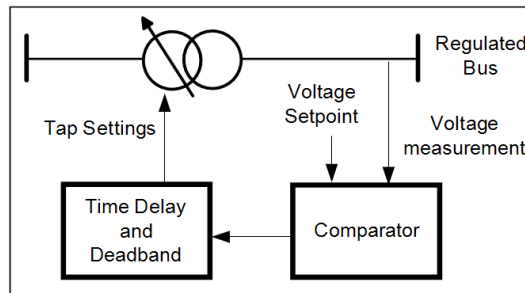 Regulated
Bus
Voltage
Setpoint
Tap Settings
Voltage
measurement
Time Delay
and
Deadband
Comparator